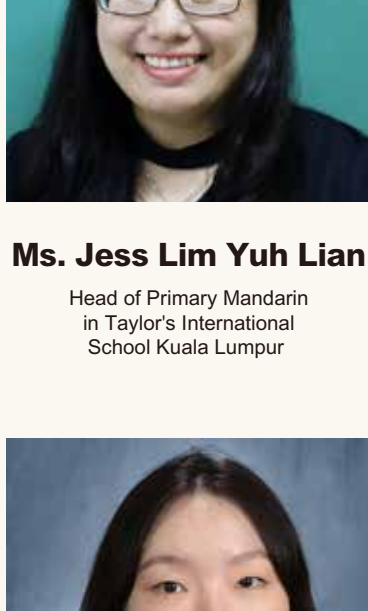 Ms. Jess Lim Yuh Lian
Head of Primary Mandarin
in Taylor's International
School Kuala Lumpur